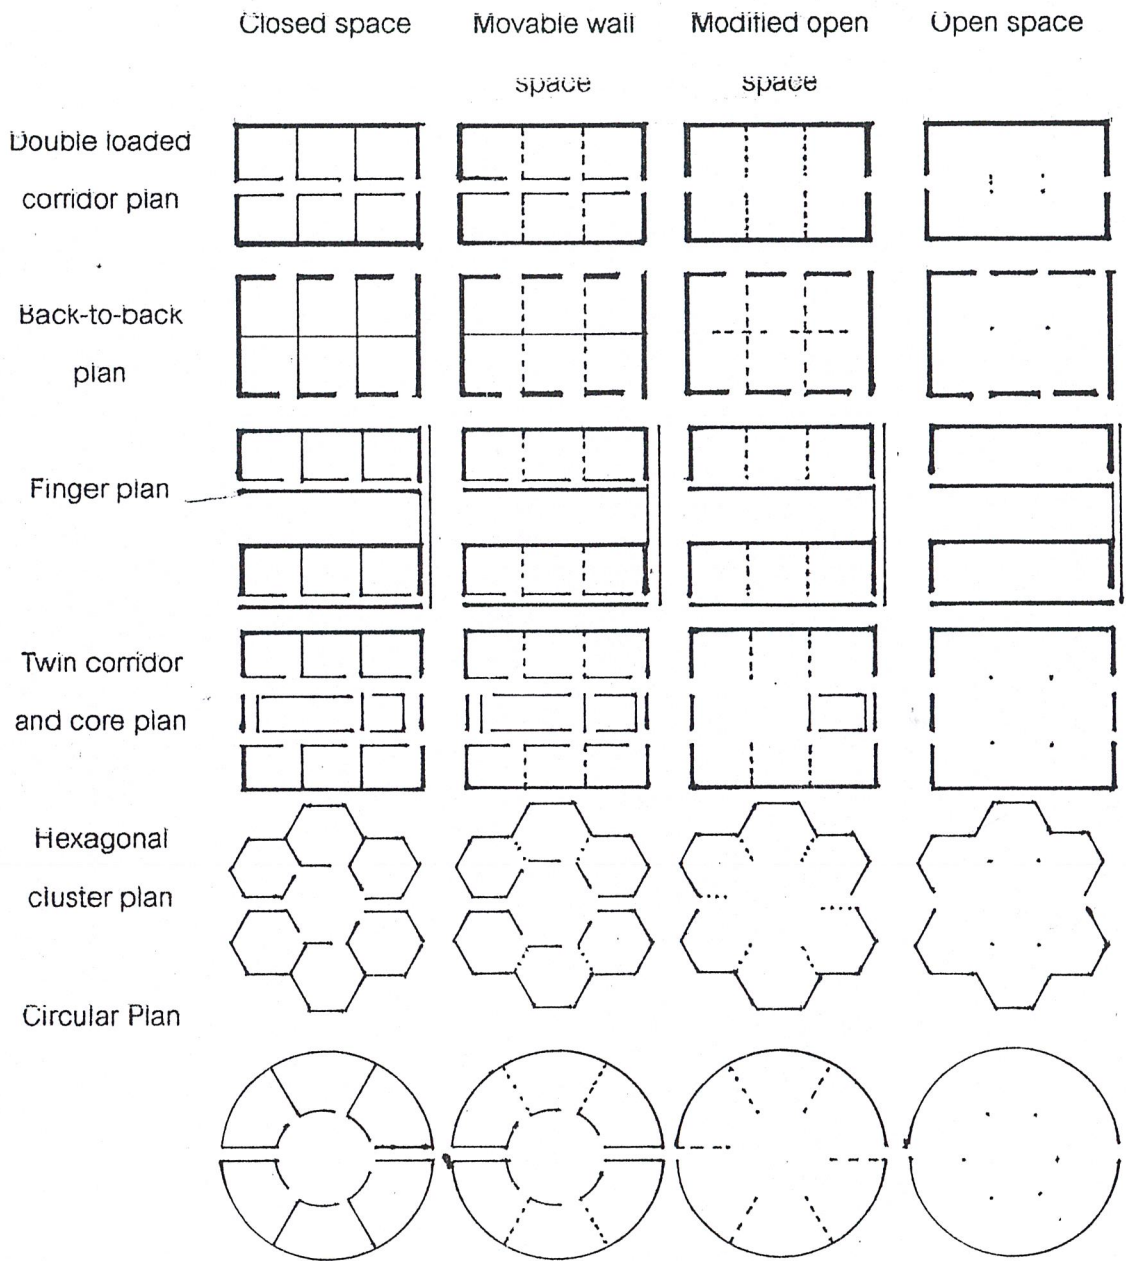 Closed space
Movable wall
Modified open
Open space
space
space
Double loaded
corridor plan
Back-to-back
plan
Finger plan
Twin corridor
and core plan
Hexagonal
cluster plan
Circular Plan